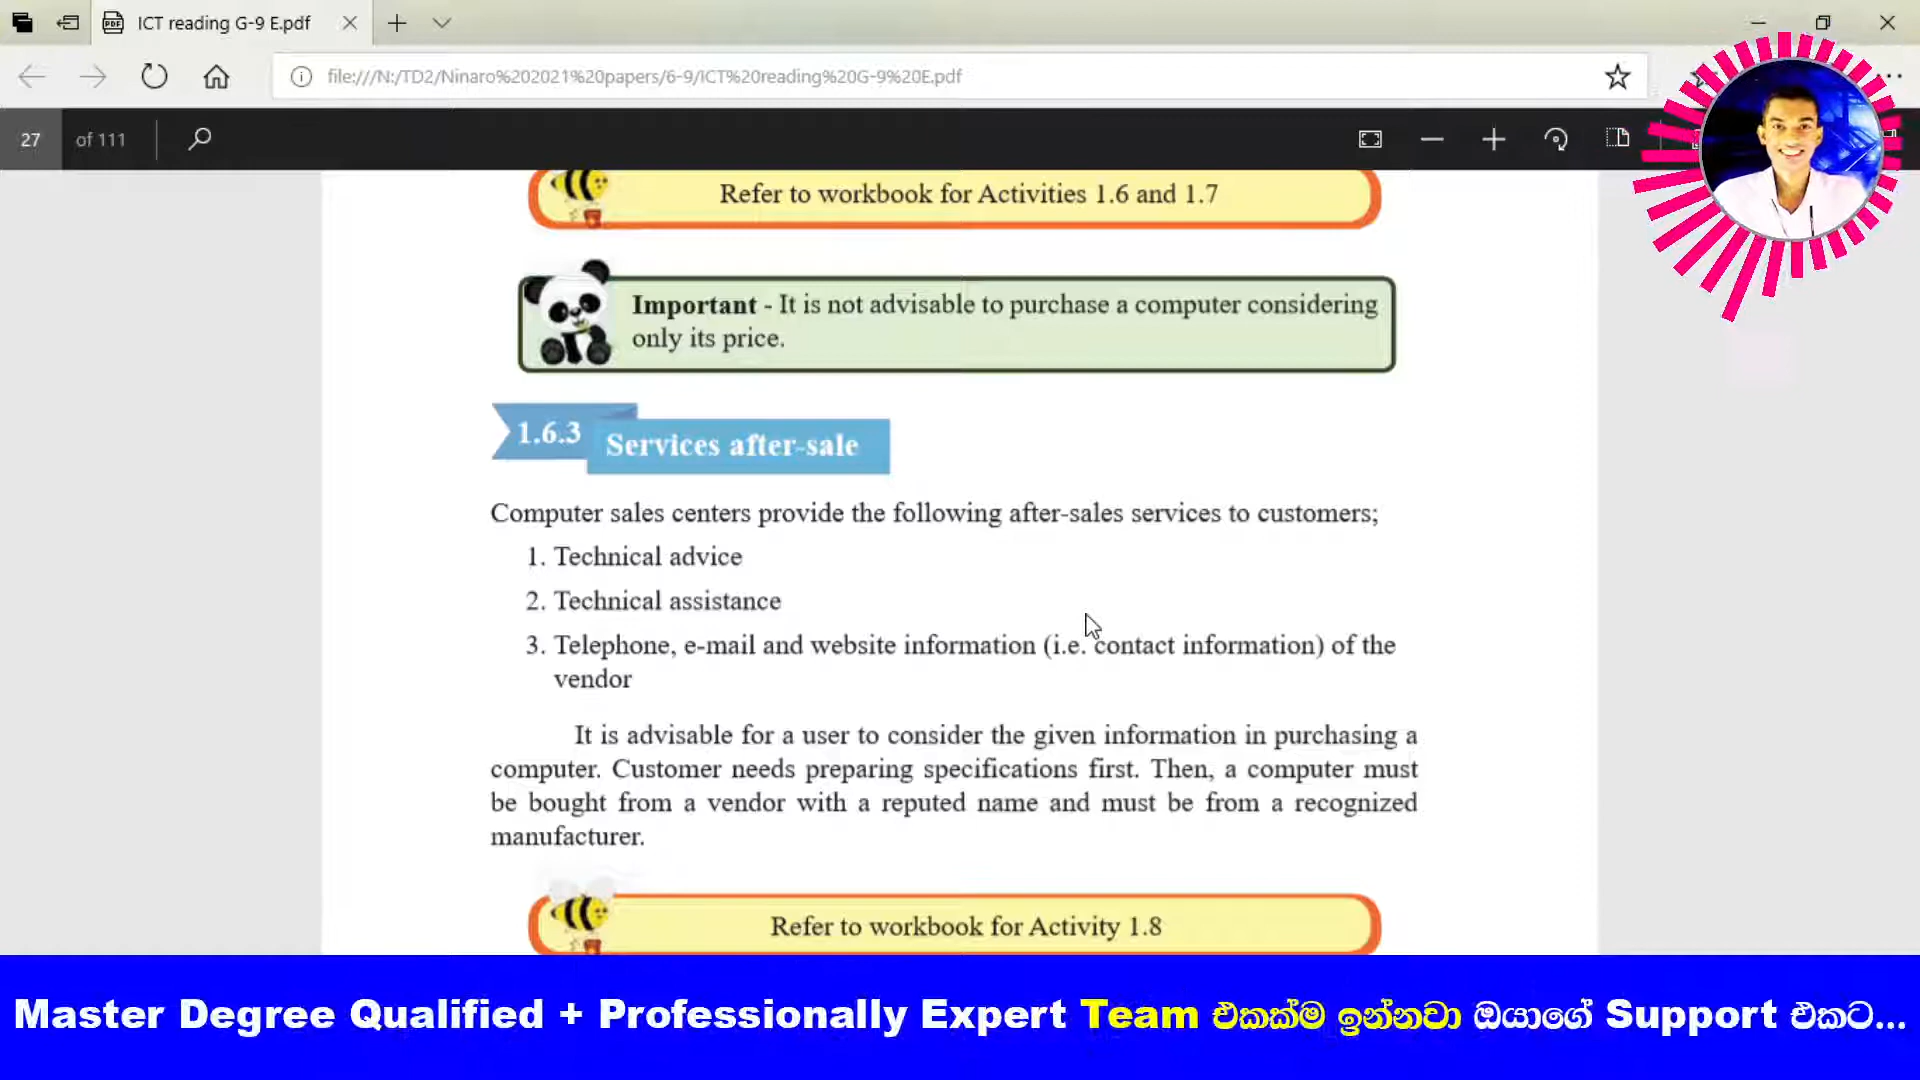 ICT reading G-9 E.pdf
file:///N:/TD2/Ninaro%202021%20papers/6-9/ICT%20reading%20G-9%20E.pdf
27 of 111
Refer to workbook for Activities 1.6 and 1.7
Important - It is not advisable to purchase a computer considering
only its price.
1.6.3 Services after-sale
Computer sales centers provide the following after-sales services to customers;
1. Technical advice
2. Technical assistance
3. Telephone, e-mail and website information (i.e. contact information) of the
vendor
It is advisable for a user to consider the given information in purchasing a
computer. Customer needs preparing specifications first. Then, a computer must
be bought from a vendor with a reputed name and must be from a recognized
manufacturer.
Refer to workbook for Activity 1.8
Master Degree Qualified + Professionally Expert Team එකක්ම ඉන්නවා ඔයාගේ Support එකට...